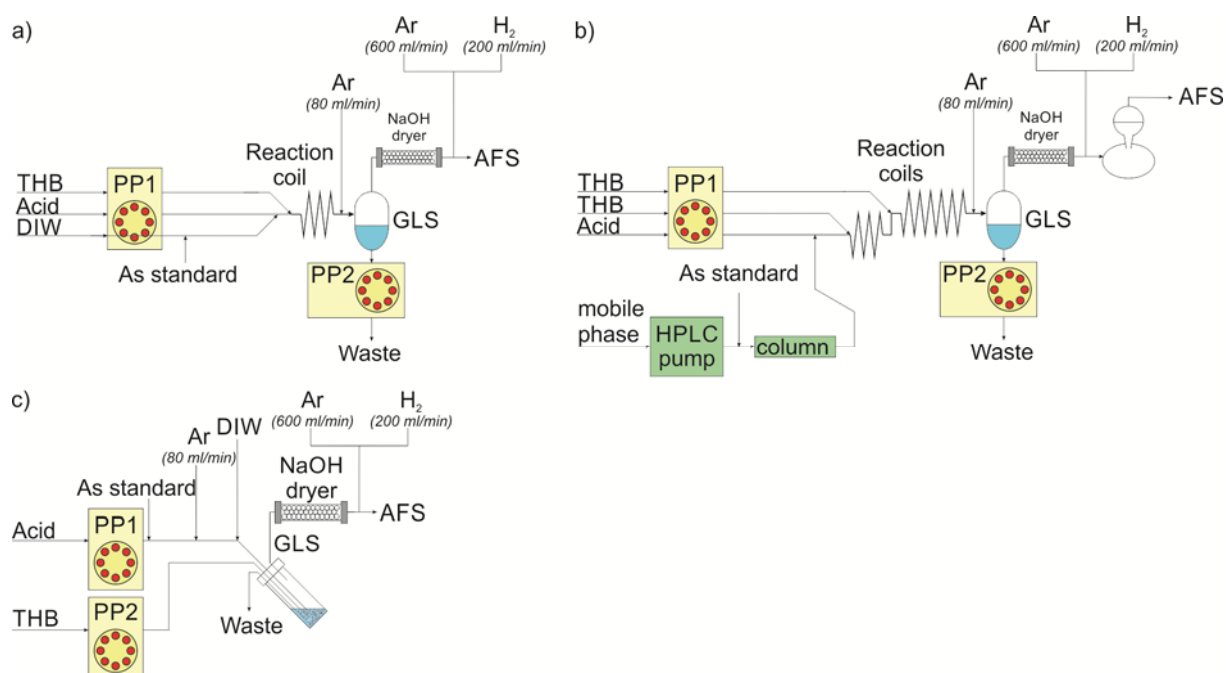 a)
Ar
(600 ml/min)
H2
(200 ml/min)
Ar
(80 ml/min)
NaOH
dryer
Reaction
coil
AFS
THB
Acid
DIW
PP1
GLS
As standard
PP2
Waste
b)
Ar
(600 ml/min)
H2
(200 ml/min)
AFS
Ar
(80 ml/min)
NaOH
dryer
Reaction
coils
THB
THB
Acid
PP1
GLS
As standard
PP2
mobile
phase
HPLC
pump
column
Waste
c)
Ar
(600 ml/min)
H2
(200 ml/min)
DIW
Ar
(80 ml/min)
NaOH
dryer
As standard
AFS
Acid
PP1
GLS
THB
PP2
Waste